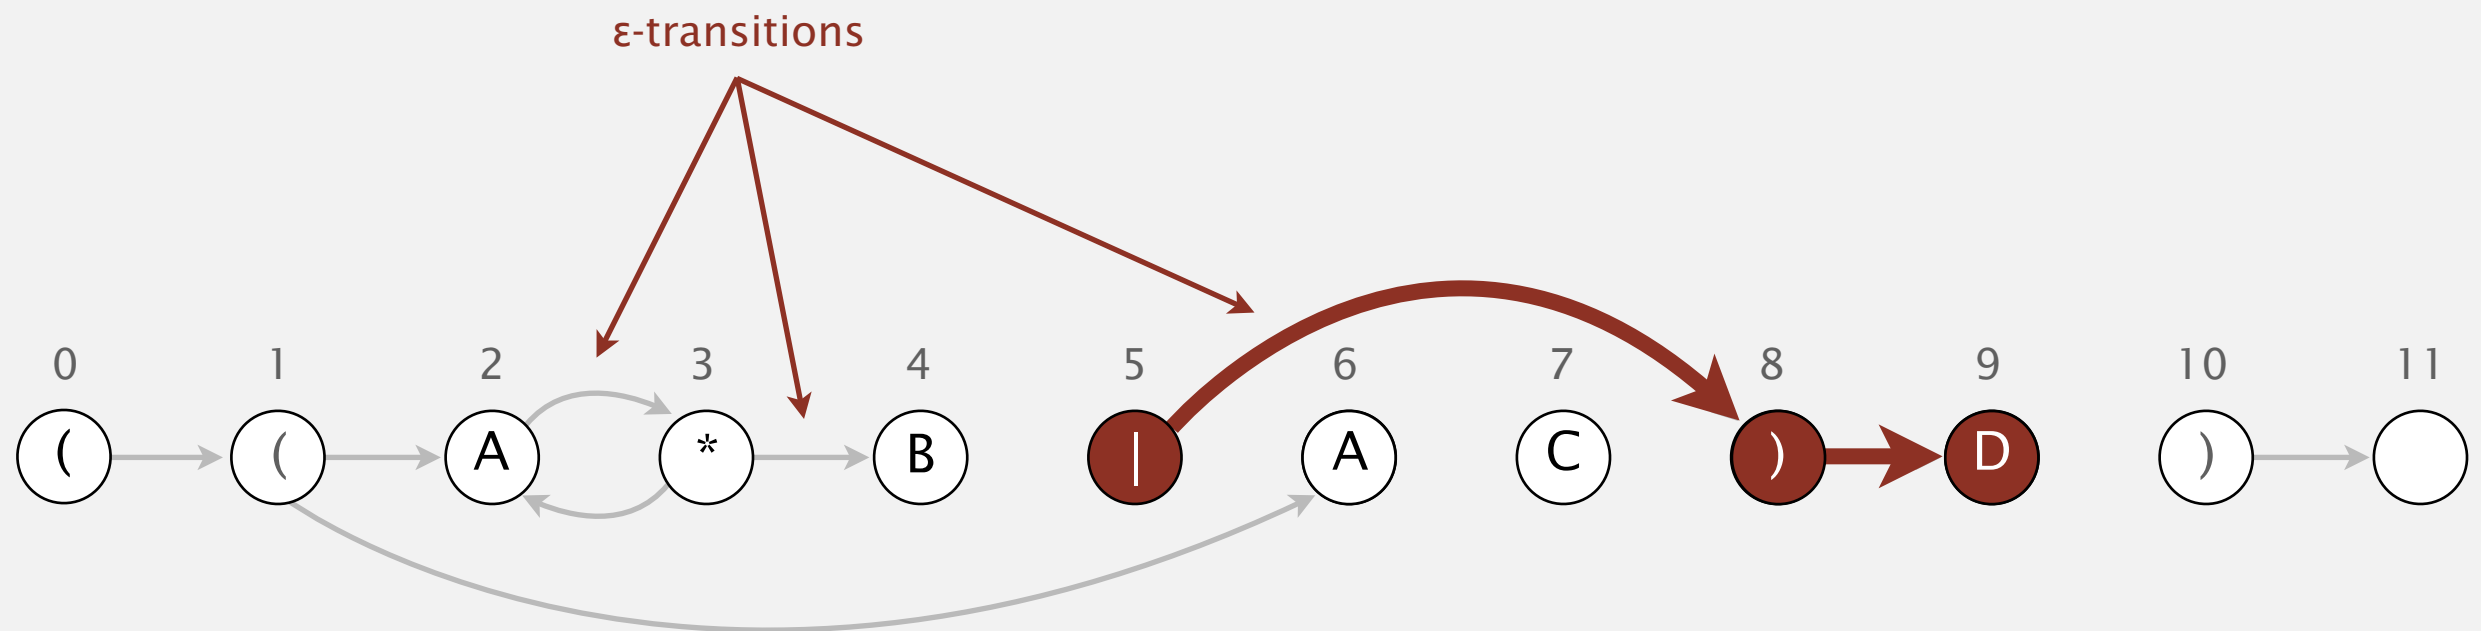 ε-transitions
0 1 2 3 4 5 6 7 8 9 10 11
( ( A * B | A C ) D )